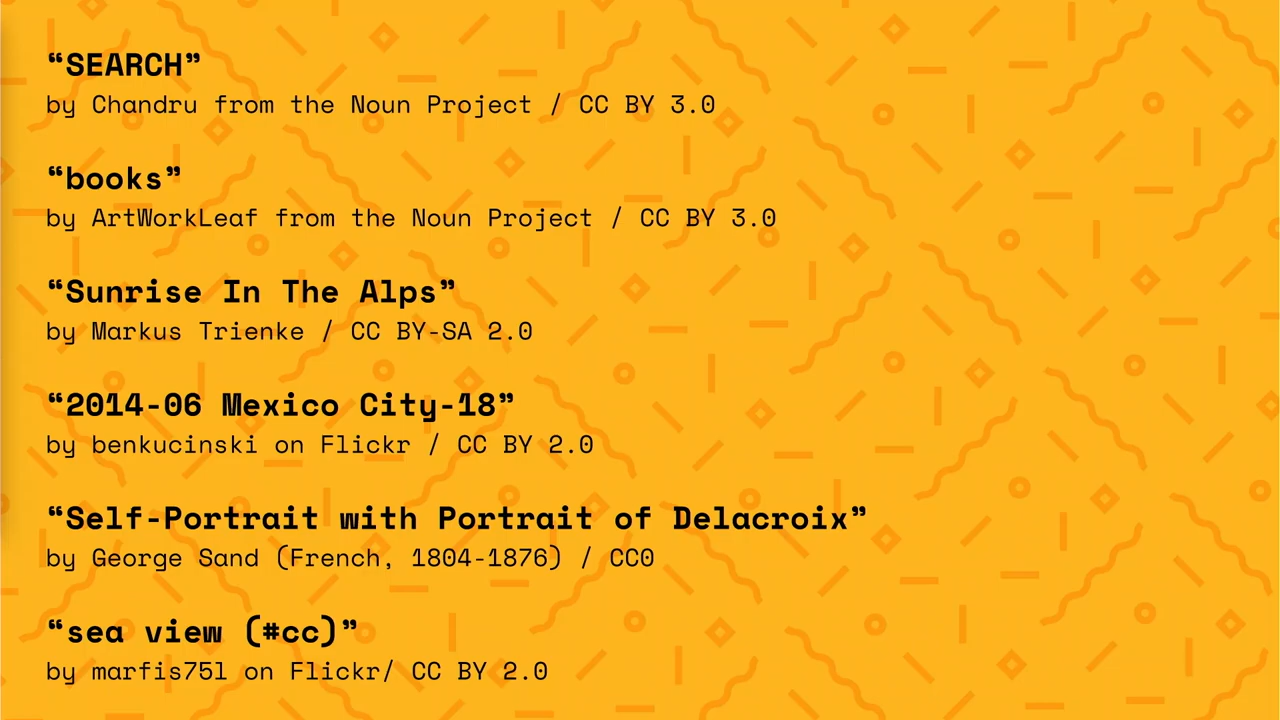 “SEARCH”
by Chandru from the Noun Project / CC BY 3.0
“books”
by ArtWorkLeaf from the Noun Project / CC BY 3.0
“Sunrise In The Alps”
by Markus Trienke / CC BY-SA 2.0
“2014-06 Mexico City-18”
by benkucinski on Flickr / CC BY 2.0
“Self-Portrait with Portrait of Delacroix”
by George Sand (French, 1804-1876) / CC0
“sea view (#cc)”
by marfis75l on Flickr/ CC BY 2.0